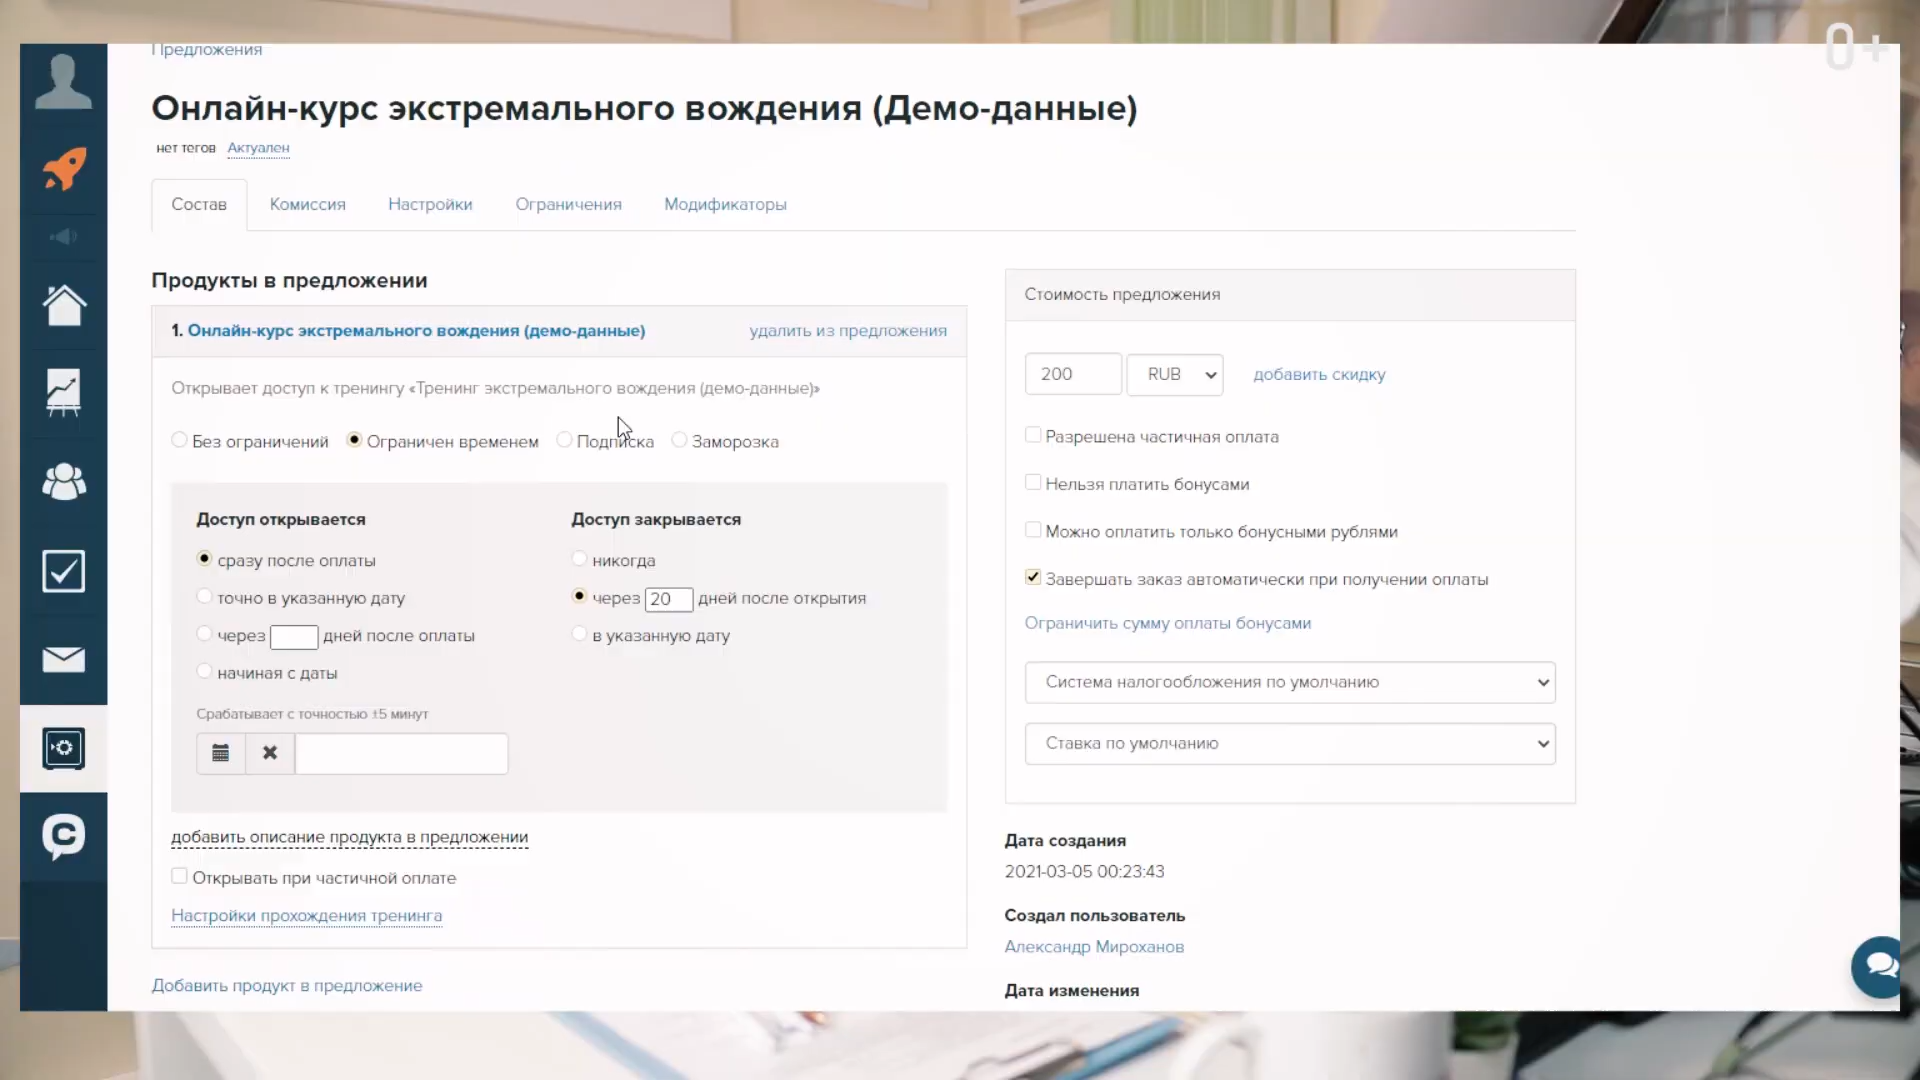 0+
Предложения
Онлайн-курс экстремального вождения (Демо-данные)
нет тегов Актуален
Состав Комиссия Настройки Ограничения Модификаторы
Продукты в предложении
1. Онлайн-курс экстремального вождения (демо-данные) удалить из предложения
Открывает доступ к тренингу «Тренинг экстремального вождения (демо-данные)»
Без ограничений Ограничен временем Подписка Заморозка
Доступ открывается
сразу после оплаты
точно в указанную дату
через дней после оплаты
начиная с даты
Срабатывает с точностью ±5 минут
Доступ закрывается
никогда
через 20 дней после открытия
в указанную дату
добавить описание продукта в предложении
Открывать при частичной оплате
Настройки прохождения тренинга
Добавить продукт в предложение
Стоимость предложения
200 RUB добавить скидку
Разрешена частичная оплата
Нельзя платить бонусами
Можно оплатить только бонусными рублями
Завершать заказ автоматически при получении оплаты
Ограничить сумму оплаты бонусами
Система налогообложения по умолчанию
Ставка по умолчанию
Дата создания
2021-03-05 00:23:43
Создал пользователь
Александр Мироханов
Дата изменения